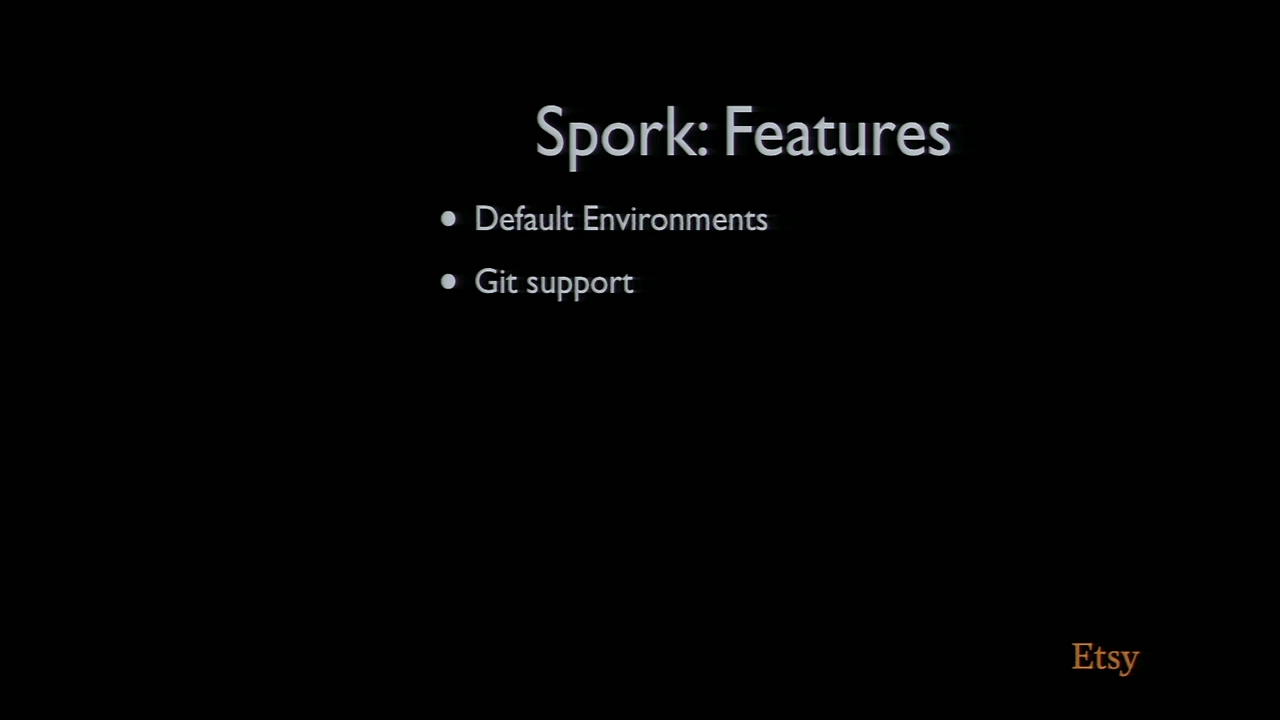 Spork: Features
• Default Environments
• Git support
Etsy